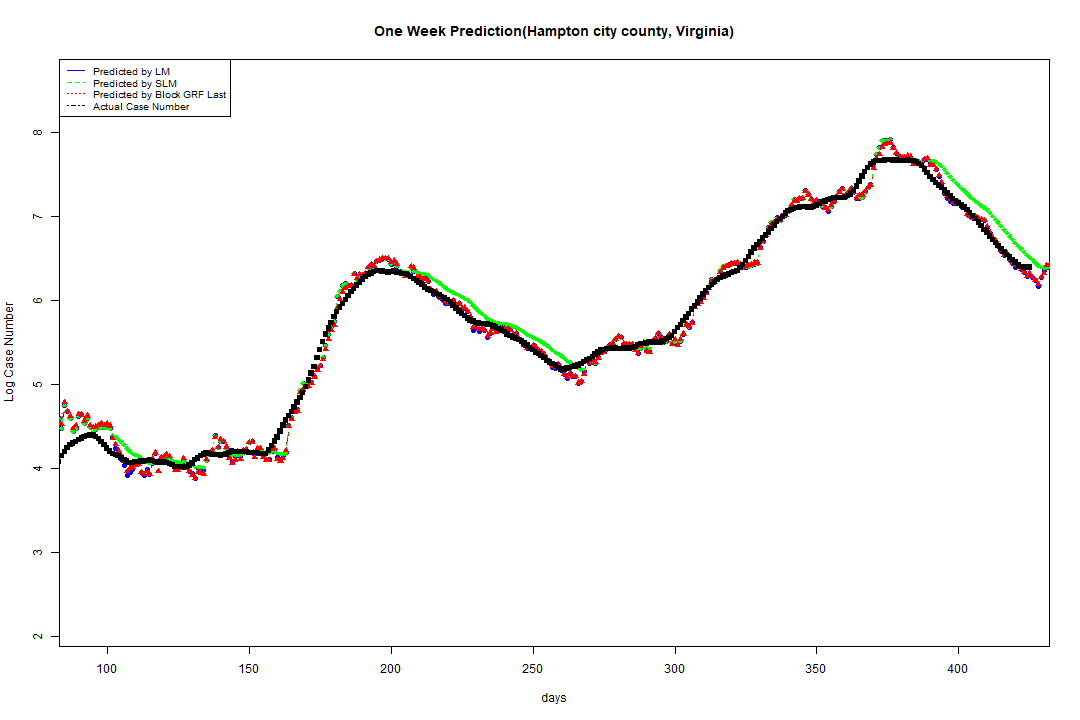 One Week Prediction(Hampton city county, Virginia)
Predicted by LM
Predicted by SLM
Predicted by Block GRF Last
Actual Case Number
8
7
6
5
4
3
2
Log Case Number
100 150 200 250 300 350 400
days